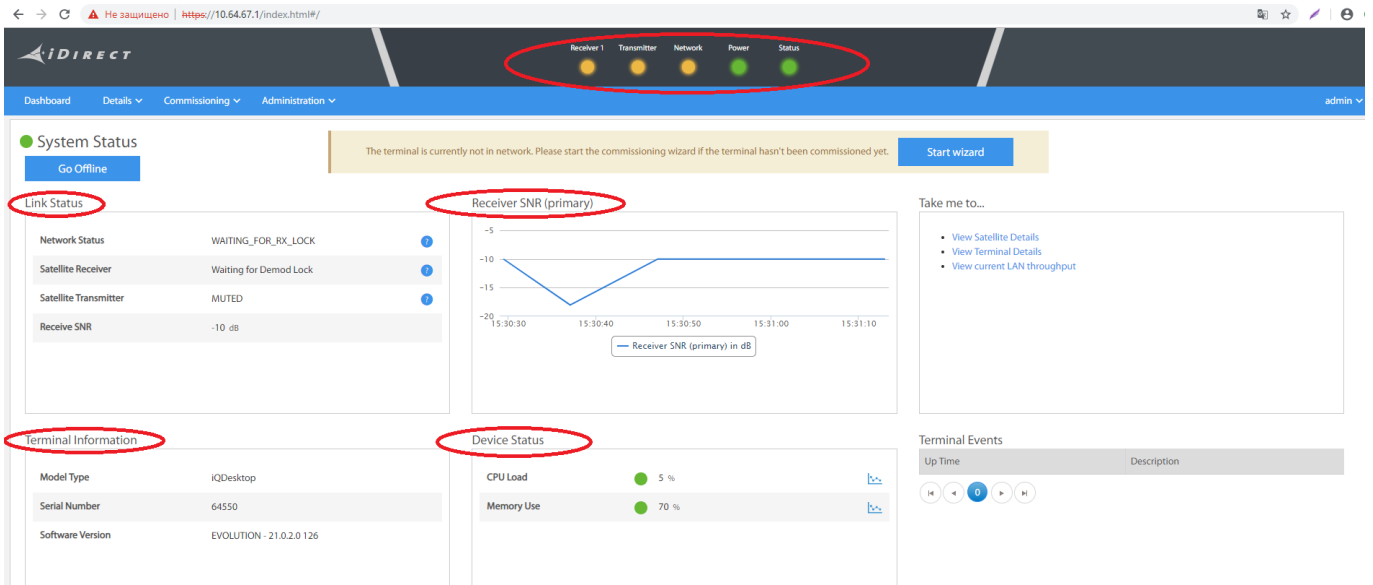 Не защищено https://10.64.67.1/index.html#/
iDIRECT
Receiver 1 Transmitter Network Power Status
Dashboard Details Commissioning Administration admin
System Status
Go Offline
The terminal is currently not in network. Please start the commissioning wizard if the terminal hasn't been commissioned yet.
Start wizard
Link Status
Network Status WAITING_FOR_RX_LOCK ?
Satellite Receiver Waiting for Demod Lock ?
Satellite Transmitter MUTED ?
Receive SNR -10 dB
Receiver SNR (primary)
-5
-10
-15
-20
15:30:30 15:30:40 15:30:50 15:31:00 15:31:10
Receiver SNR (primary) in dB
Take me to...
View Satellite Details
View Terminal Details
View current LAN throughput
Terminal Information
Model Type iQDesktop
Serial Number 64550
Software Version EVOLUTION - 21.0.2.0 126
Device Status
CPU Load 5 %
Memory Use 70 %
Terminal Events
Up Time Description
0